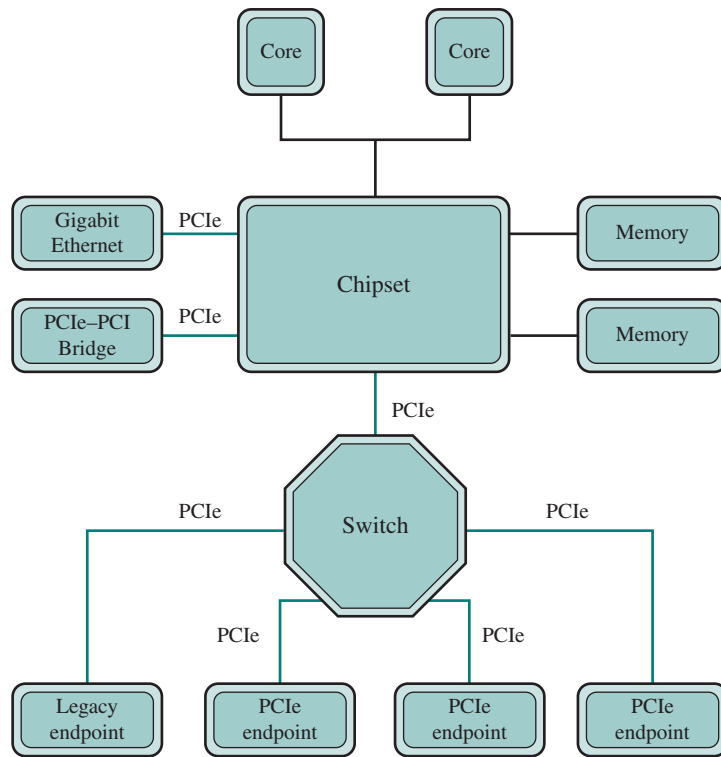 Core
Core
Gigabit
Ethernet
PCIe
Memory
Chipset
PCIe–PCI
Bridge
PCIe
Memory
PCIe
Switch
PCIe
PCIe
PCIe
PCIe
Legacy
endpoint
PCIe
endpoint
PCIe
endpoint
PCIe
endpoint